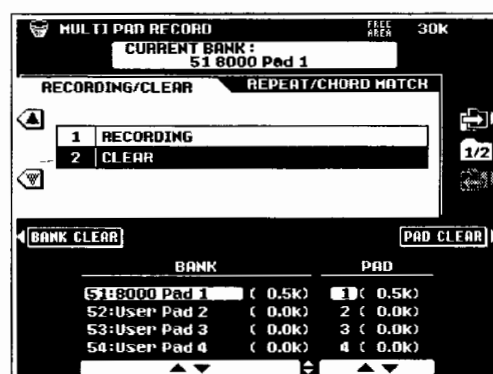 MULTI PAD RECORD FREE AREA 30K
CURRENT BANK :
51 8000 Pad 1
RECORDING/CLEAR REPEAT/CHORD MATCH
1 RECORDING
2 CLEAR
1/2
BANK CLEAR PAD CLEAR
BANK PAD
51:8000 Pad 1 ( 0.5k) 1 ( 0.5k)
52:User Pad 2 ( 0.0k) 2 ( 0.0k)
53:User Pad 3 ( 0.0k) 3 ( 0.0k)
54:User Pad 4 ( 0.0k) 4 ( 0.0k)